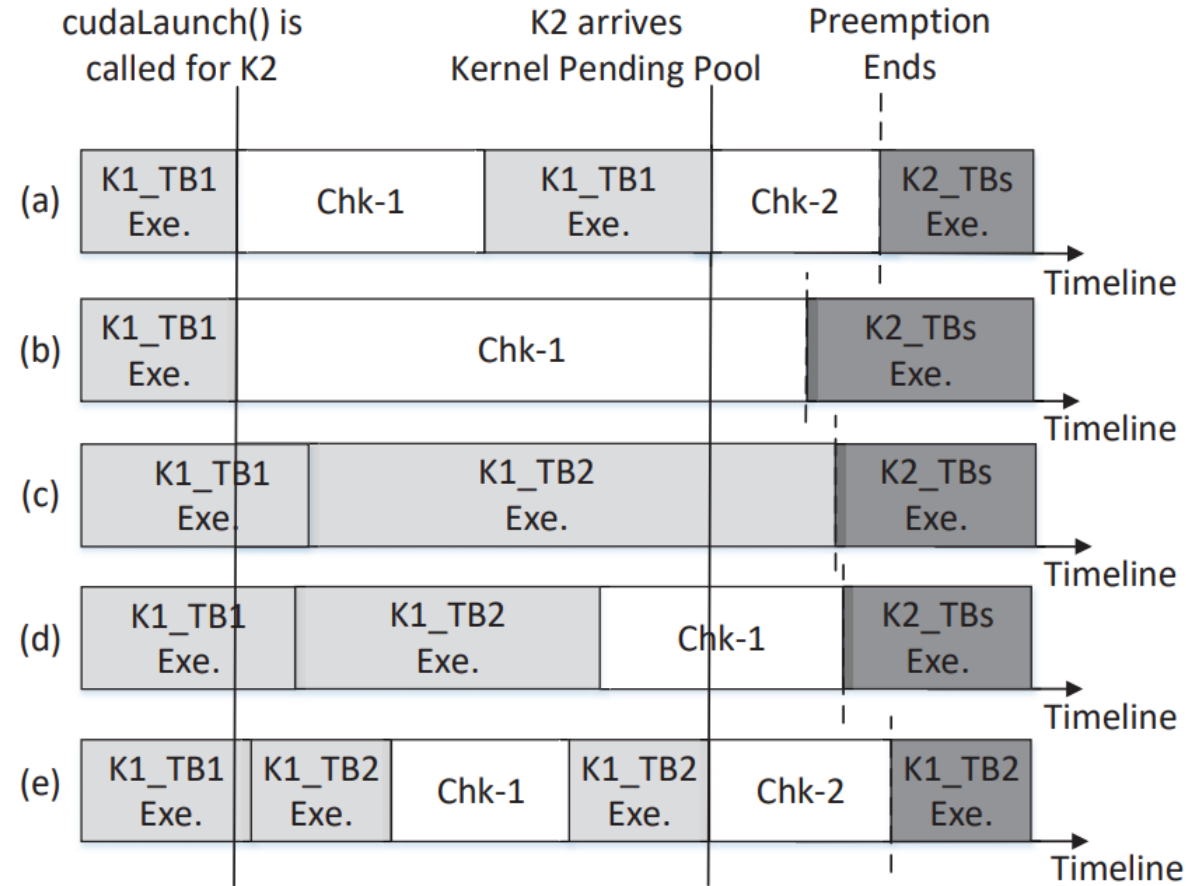 cudaLaunch() is
called for K2
K2 arrives
Kernel Pending Pool
Preemption
Ends
(a)
K1_TB1
Exe.
Chk-1
K1_TB1
Exe.
Chk-2
K2_TBs
Exe.
Timeline
(b)
K1_TB1
Exe.
Chk-1
K2_TBs
Exe.
Timeline
(c)
K1_TB1
Exe.
K1_TB2
Exe.
K2_TBs
Exe.
Timeline
(d)
K1_TB1
Exe.
K1_TB2
Exe.
Chk-1
K2_TBs
Exe.
Timeline
(e)
K1_TB1
Exe.
K1_TB2
Exe.
Chk-1
K1_TB2
Exe.
Chk-2
K1_TB2
Exe.
Timeline